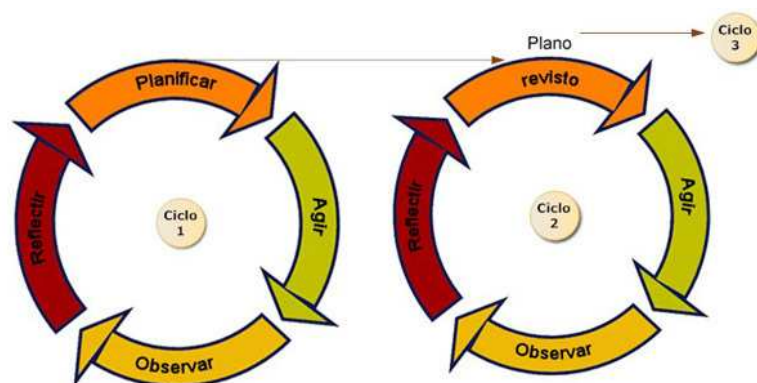 Planificar
Agir
Observar
Reflectir
Ciclo
1
Plano
revisto
Agir
Observar
Reflectir
Ciclo
2
Ciclo
3